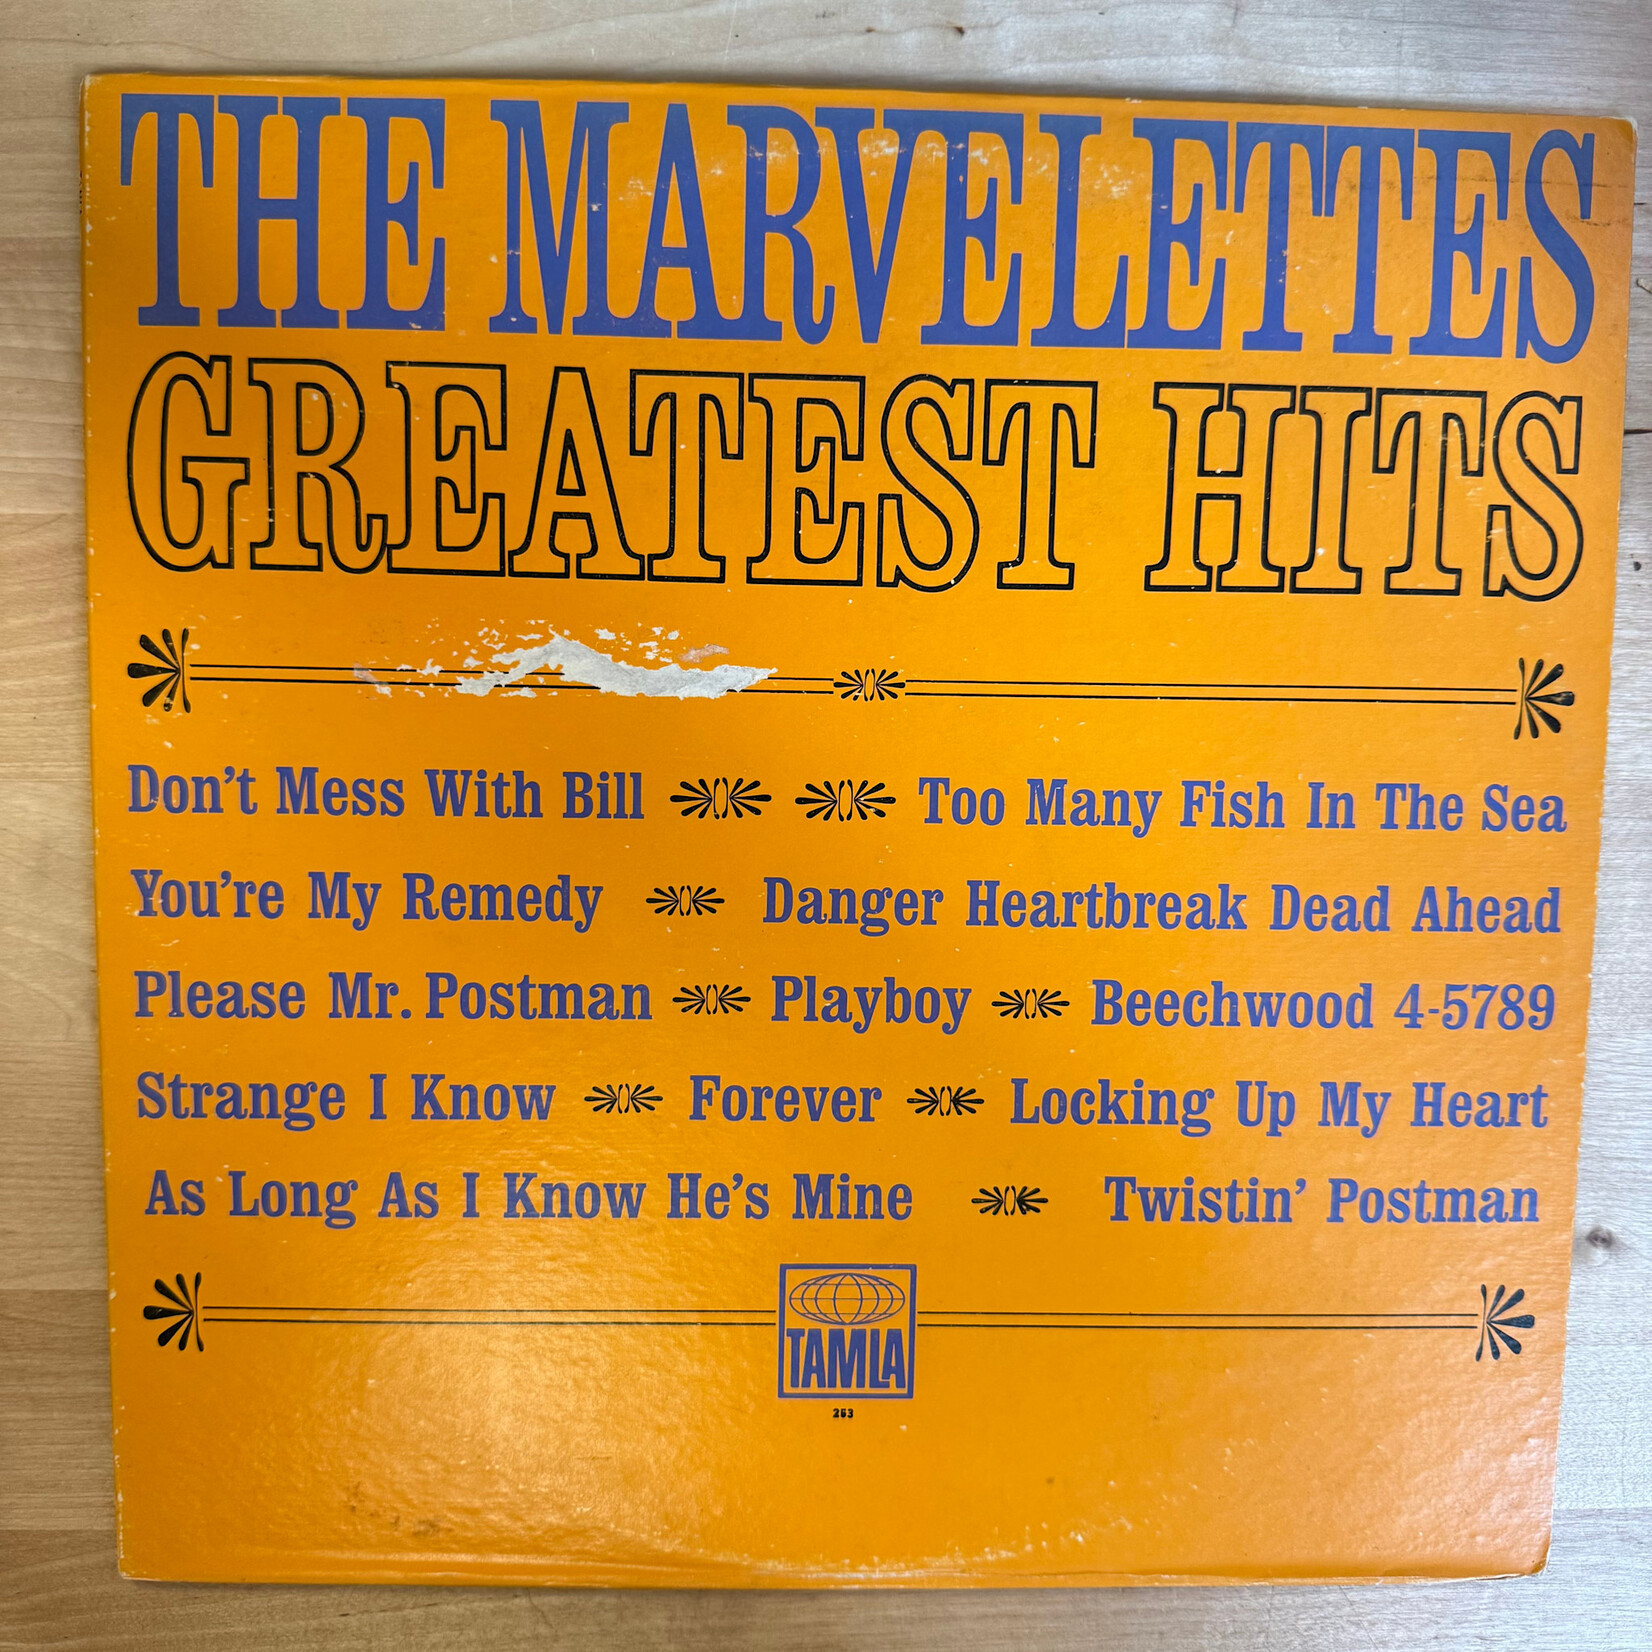 THE MARVELETTES
GREATEST HITS
Don't Mess With Bill Too Many Fish In The Sea
You're My Remedy Danger Heartbreak Dead Ahead
Please Mr. Postman Playboy Beechwood 4-5789
Strange I Know Forever Locking Up My Heart
As Long As I Know He's Mine Twistin' Postman
TAMLA
253